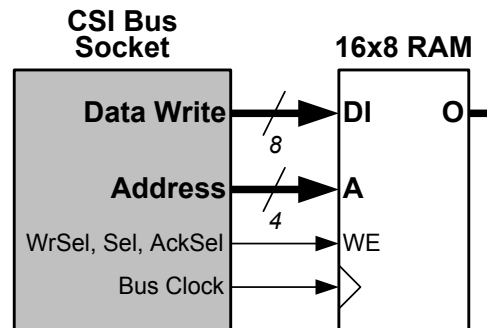 CSI Bus
Socket
16x8 RAM
Data Write
8
DI
O
Address
4
A
WrSel, Sel, AckSel
WE
Bus Clock